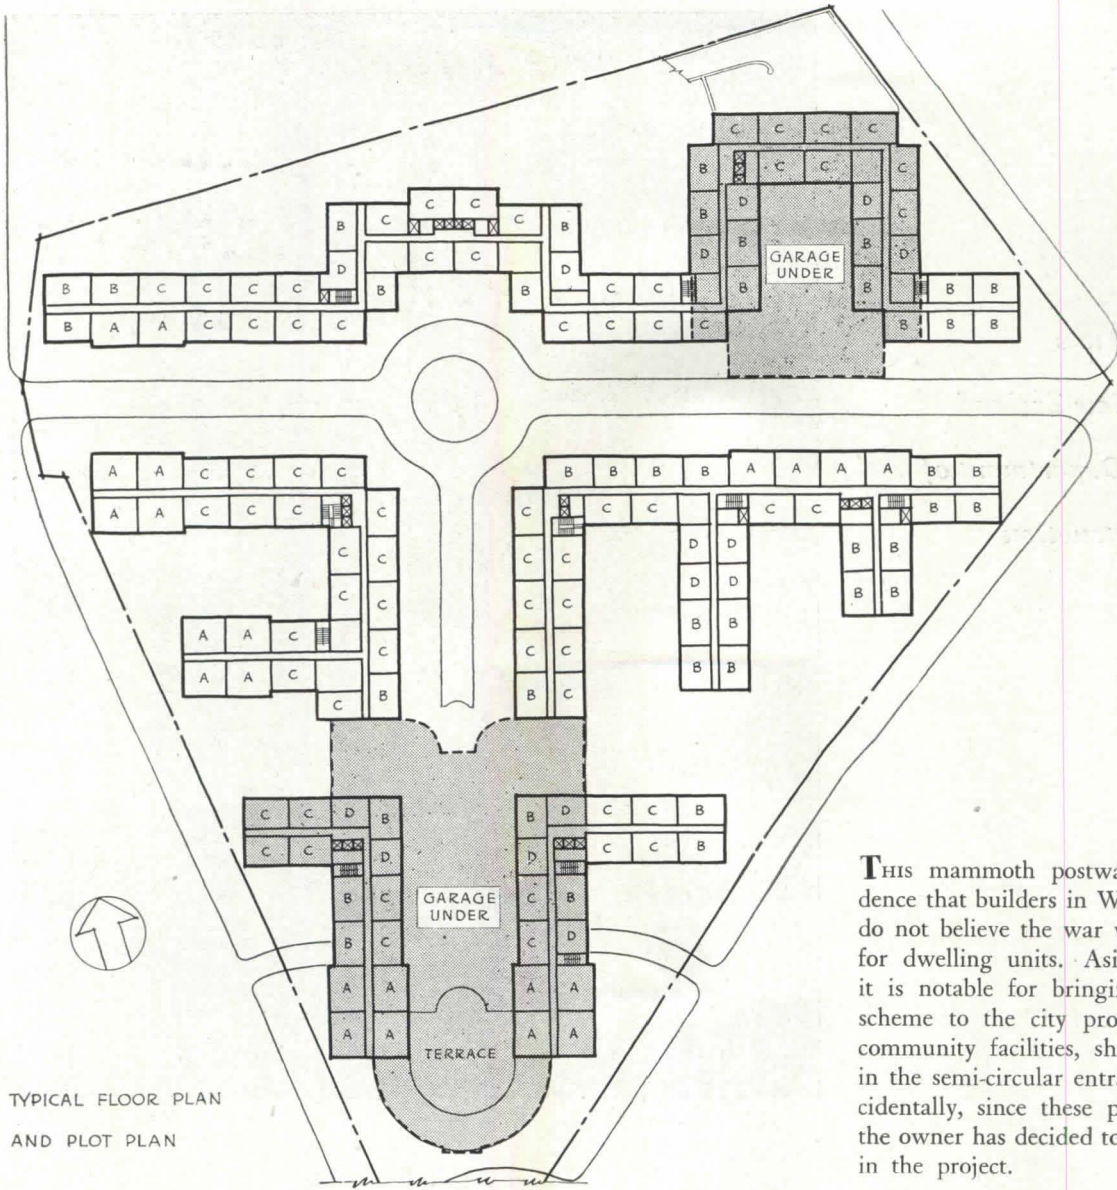 C C C C
B C C C
C C B D D C
B C C B
B C
D C C D B B D
GARAGE
UNDER
B B C C C C D B B D C C B B B B
B A A C C C C C C C C B B B
A A C C C C B B B B A A A A B B
A A C C C C C C C C C B B
C C C C D D B B
C C C C D D B B
A A C C C C B B
A A C C B B C B B
C C D B B D C C B
C C D D C C B
GARAGE
UNDER
B C C B
B C C D
A A A A
A A A A
TERRACE
TYPICAL FLOOR PLAN
AND PLOT PLAN
THIS mammoth postwa
dence that builders in W
do not believe the war w
for dwelling units. Asi
it is notable for bringi
scheme to the city pro
community facilities, sh
in the semi-circular entra
cidentally, since these p
the owner has decided to
in the project.